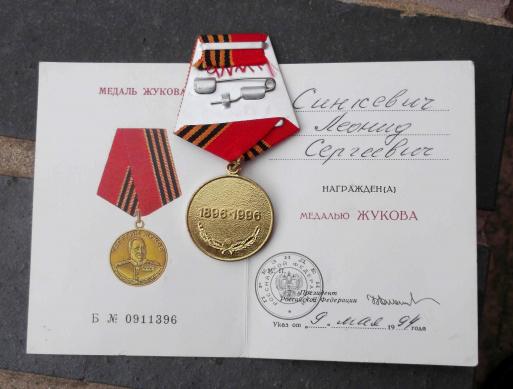 МЕДАЛЬ ЖУКОВА
1896-1996
Б № 0911396
Синкевич
Леонид
Сергеевич
НАГРАЖДЕН(А)
МЕДАЛЬЮ ЖУКОВА
Президент
Российской Федерации
Указ от 9 мая 1994 года